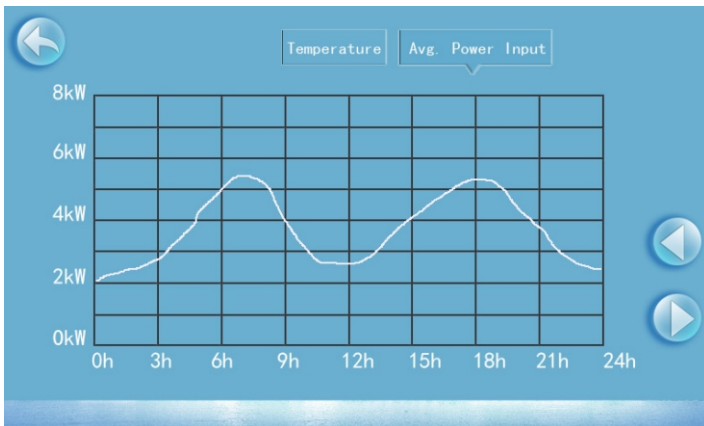 Temperature
Avg. Power Input
8kW
6kW
4kW
2kW
0kW
0h 3h 6h 9h 12h 15h 18h 21h 24h